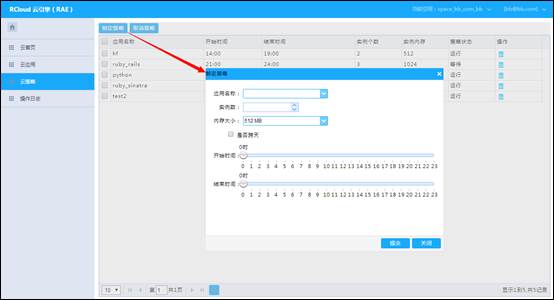 RCloud 云引擎（RAE）
功能空间：space_bb_com_bb [bb@bb.com]
云首页
云应用
云策略
操作日志
制定策略 取消策略
应用名称 开始时间 结束时间 实例个数 实例内存 策略状态 操作
kf 14:00 19:00 2 512 运行
ruby_rails 21:00 24:00 3 1024 等待
python 运行
ruby_sinatra 运行
test2 运行
制定策略
应用名称：
实例数：
内存大小： 512MB
是否跨天
0时
开始时间：
0 1 2 3 4 5 6 7 8 9 10 11 12 13 14 15 16 17 18 19 20 21 22 23
0时
结束时间：
0 1 2 3 4 5 6 7 8 9 10 11 12 13 14 15 16 17 18 19 20 21 22 23
提交 关闭
10 第 1 共1页 显示1到5,共5记录